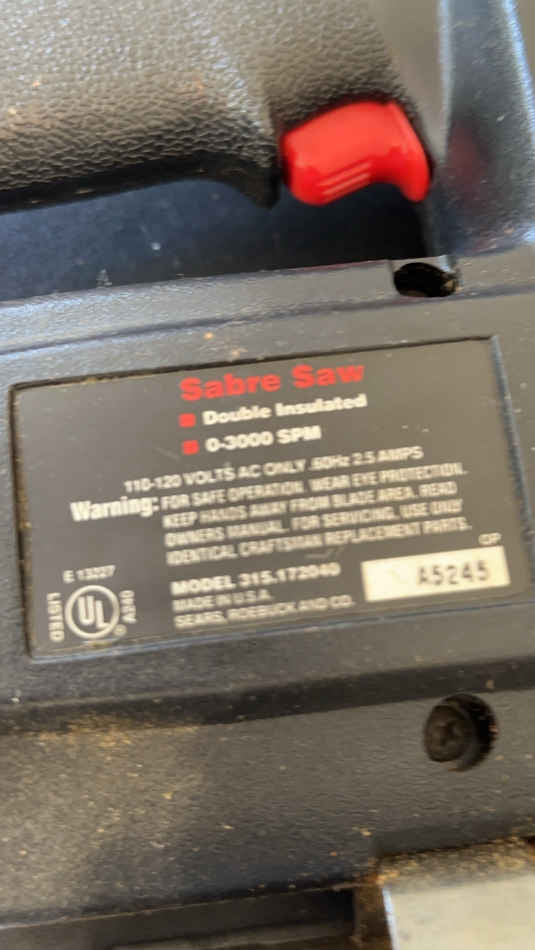 Sabre Saw
Double Insulated
0-3000 SPM
110-120 VOLTS AC ONLY .60Hz 2.5 AMPS
Warning: FOR SAFE OPERATION. WEAR EYE PROTECTION.
KEEP HANDS AWAY FROM BLADE AREA. READ
OWNERS MANUAL. FOR SERVICING. USE ONLY
IDENTICAL CRAFTSMAN REPLACEMENT PARTS.
E 13227
LISTED
UL
A240
MODEL 315.172040
MADE IN U.S.A.
SEARS, ROEBUCK AND CO.
OP
A5245